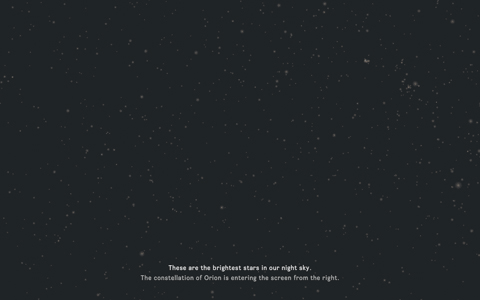 These are the brightest stars in our night sky.
The constellation of Orion is entering the screen from the right.